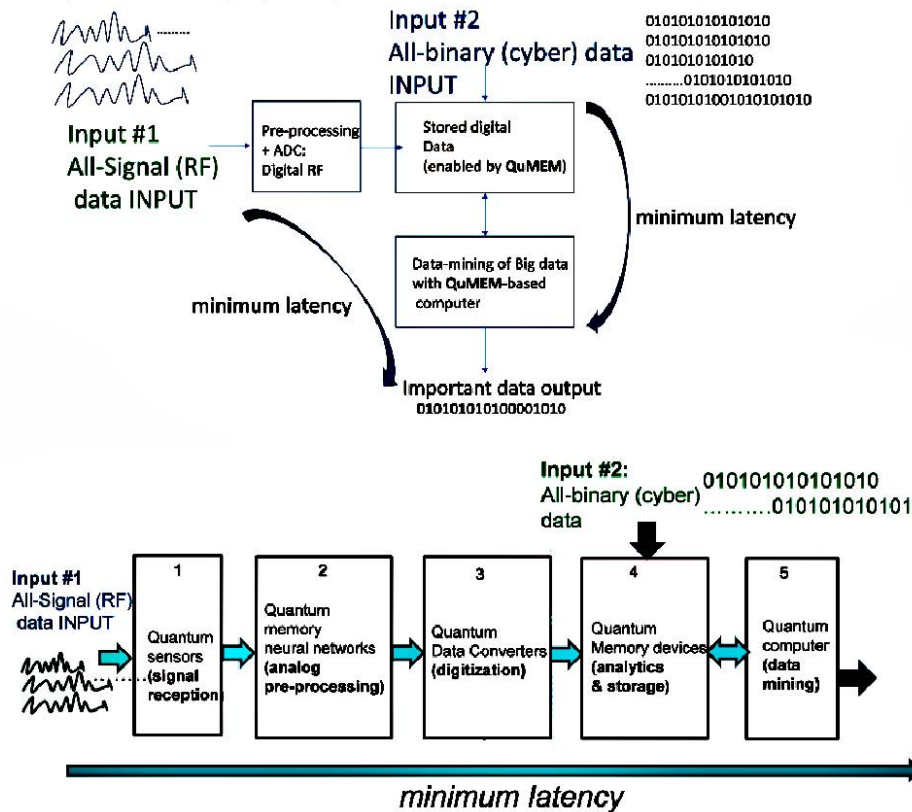 Input #2
All-binary (cyber) data
INPUT
010101010101010
010101010101010
0101010101010
..........0101010101010
01010101001010101010
Input #1
All-Signal (RF)
data INPUT
Pre-processing
+ ADC:
Digital RF
Stored digital
Data
(enabled by QuMEM)
minimum latency
Data-mining of Big data
with QuMEM-based
computer
minimum latency
Important data output
010101010100001010
Input #2:
All-binary (cyber)
data
010101010101010
..........010101010101
Input #1
All-Signal (RF)
data INPUT
1
Quantum
sensors
(signal
reception)
2
Quantum
memory
neural networks
(analog
pre-processing)
3
Quantum
Data Converters
(digitization)
4
Quantum
Memory devices
(analytics
& storage)
5
Quantum
computer
(data
mining)
minimum latency